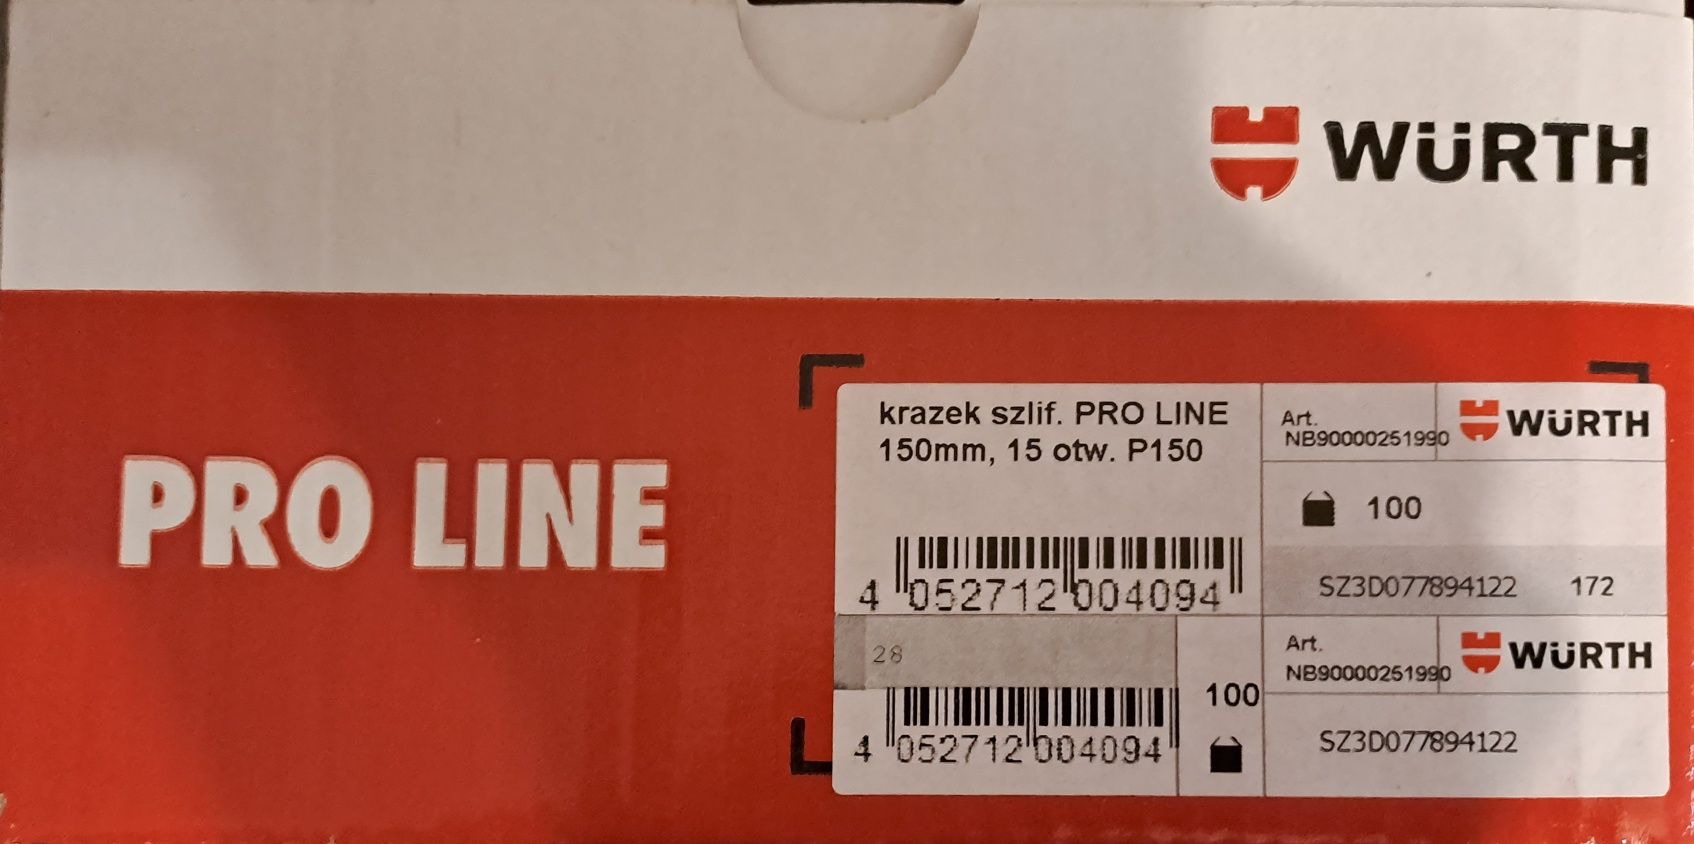 WÜRTH
PRO LINE
krazek szlif. PRO LINE
150mm, 15 otw. P150
4 052712 004094
Art.
NB90000251990
WÜRTH
100
SZ3D077894122 172
28
4 052712 004094
100
Art.
NB90000251990
WÜRTH
SZ3D077894122